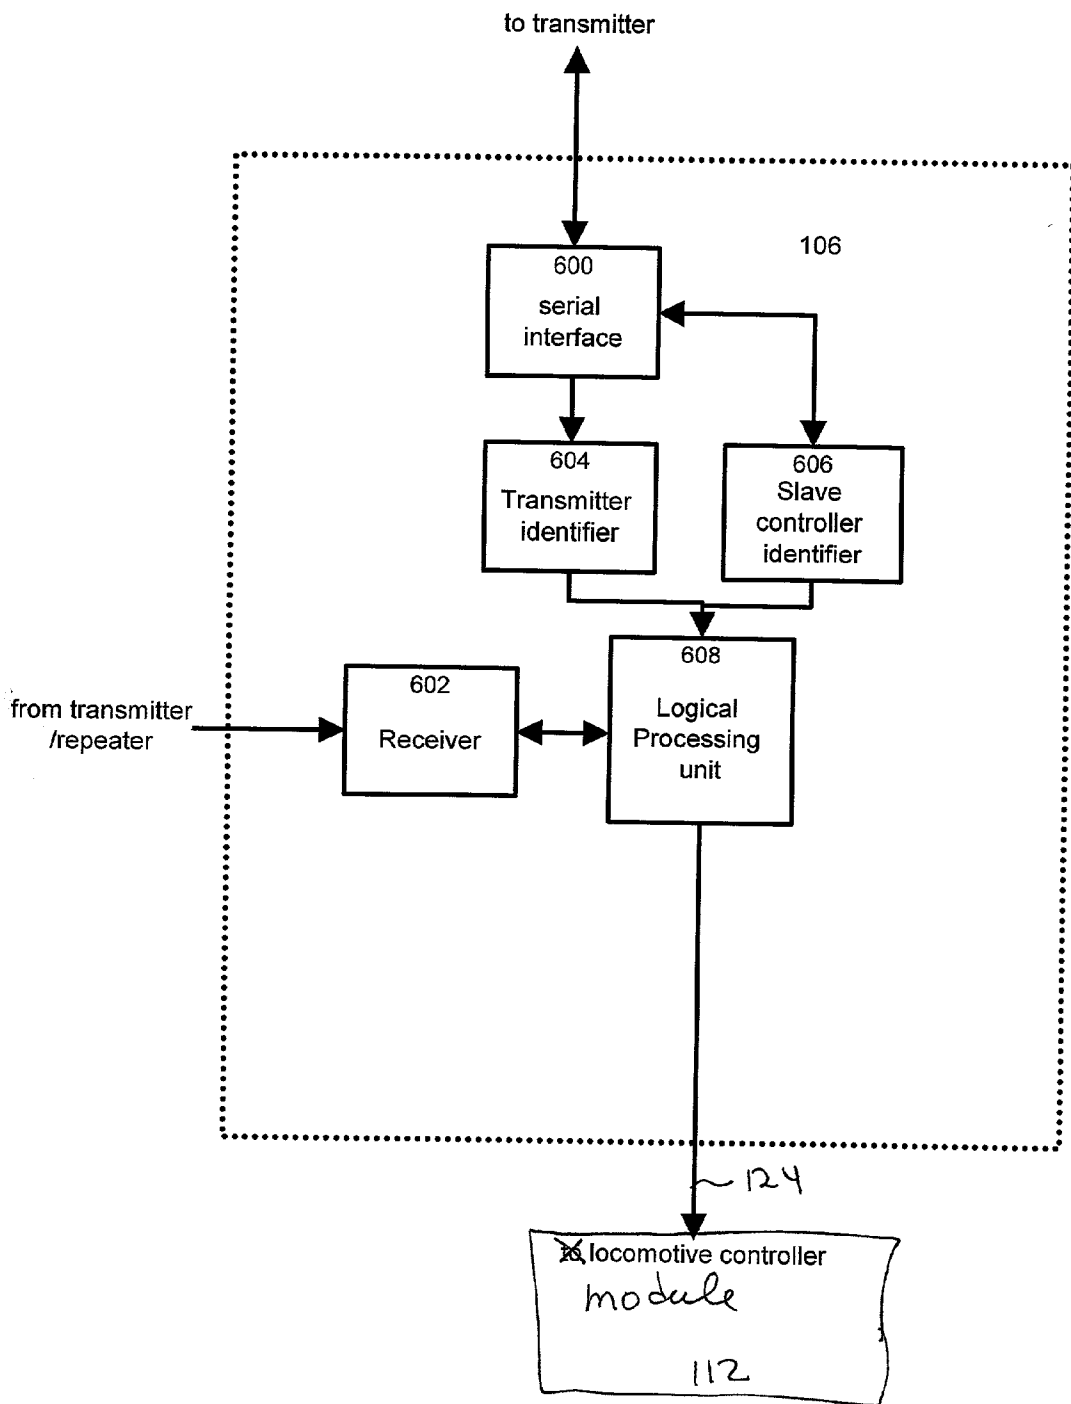 to transmitter
106
600
serial
interface
604
Transmitter
identifier
606
Slave
controller
identifier
608
Logical
Processing
unit
602
Receiver
from transmitter
/repeater
124
to locomotive controller
module
112